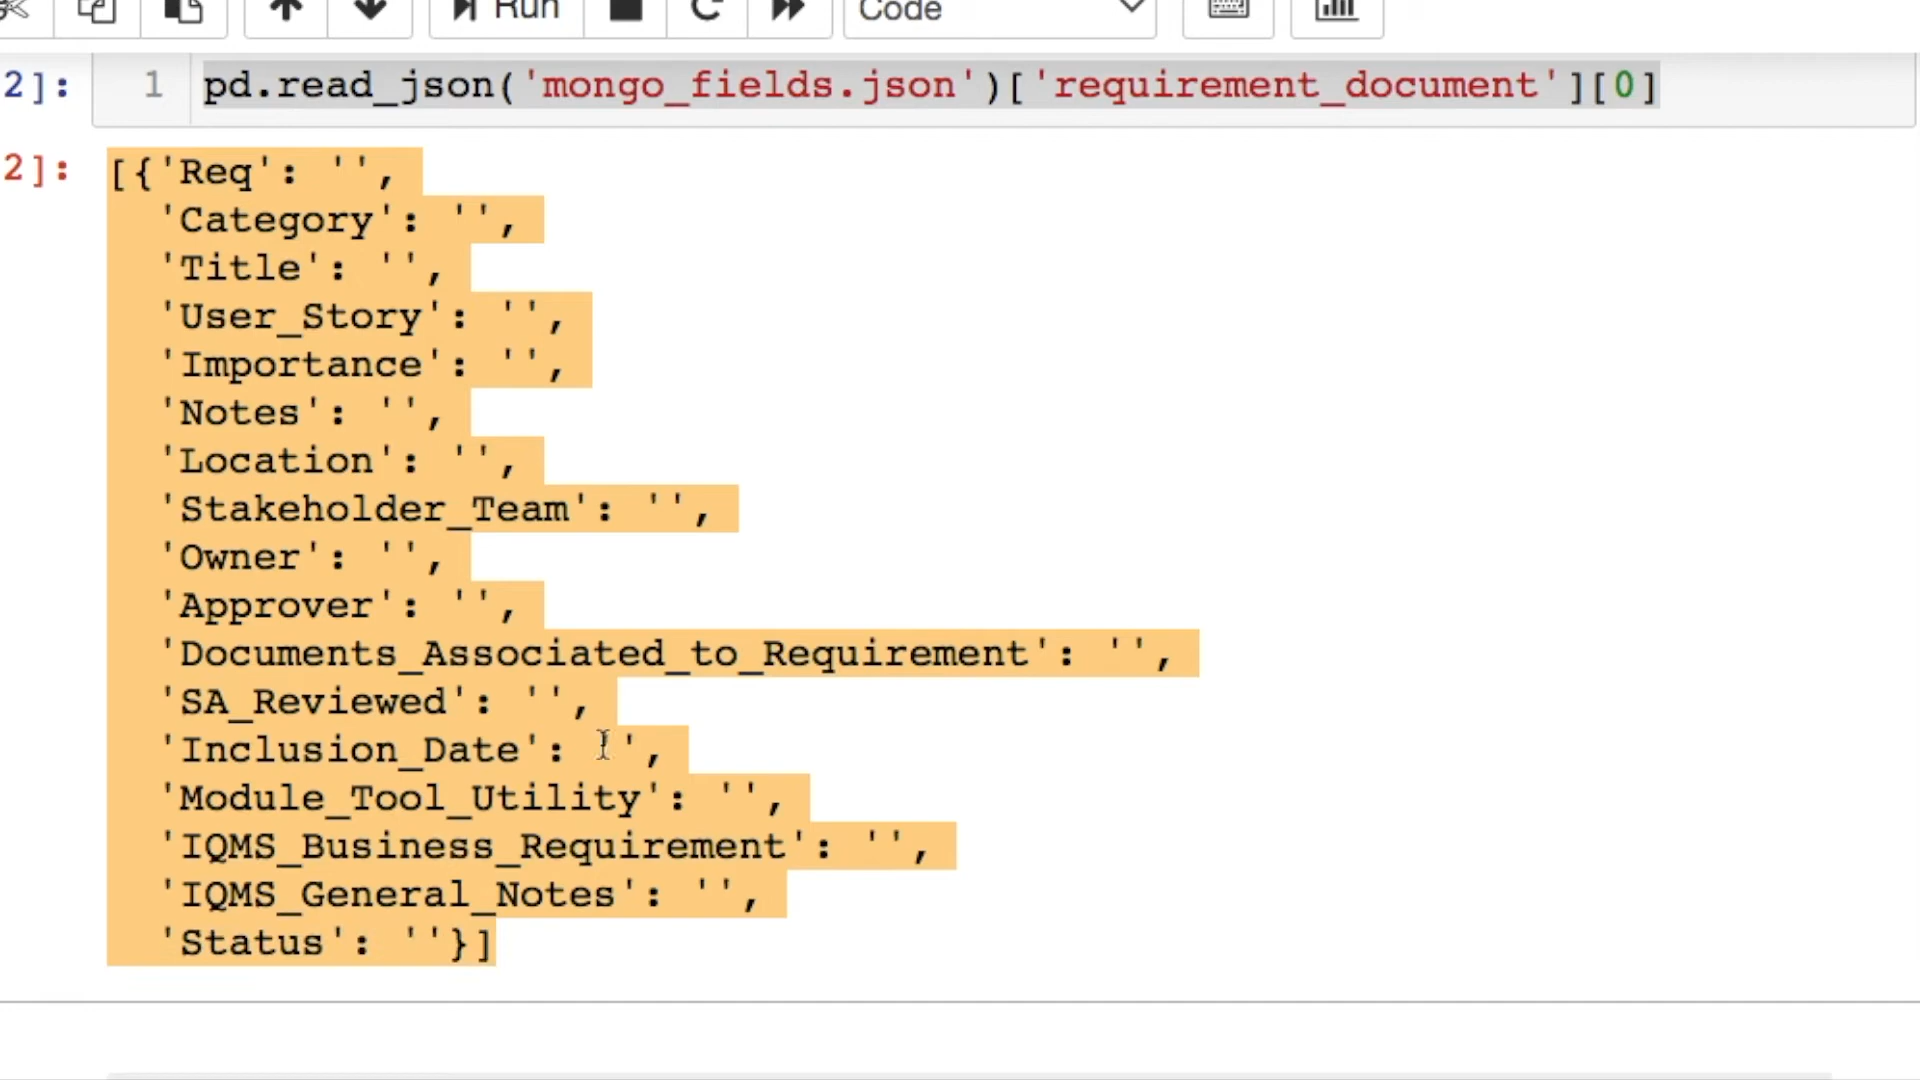 Run
Code
2]:
1 pd.read_json('mongo_fields.json')['requirement_document'][0]
2]:
[{'Req': '',
'Category': '',
'Title': '',
'User_Story': '',
'Importance': '',
'Notes': '',
'Location': '',
'Stakeholder_Team': '',
'Owner': '',
'Approver': '',
'Documents_Associated_to_Requirement': '',
'SA_Reviewed': '',
'Inclusion_Date': '',
'Module_Tool_Utility': '',
'IQMS_Business_Requirement': '',
'IQMS_General_Notes': '',
'Status': ''}]